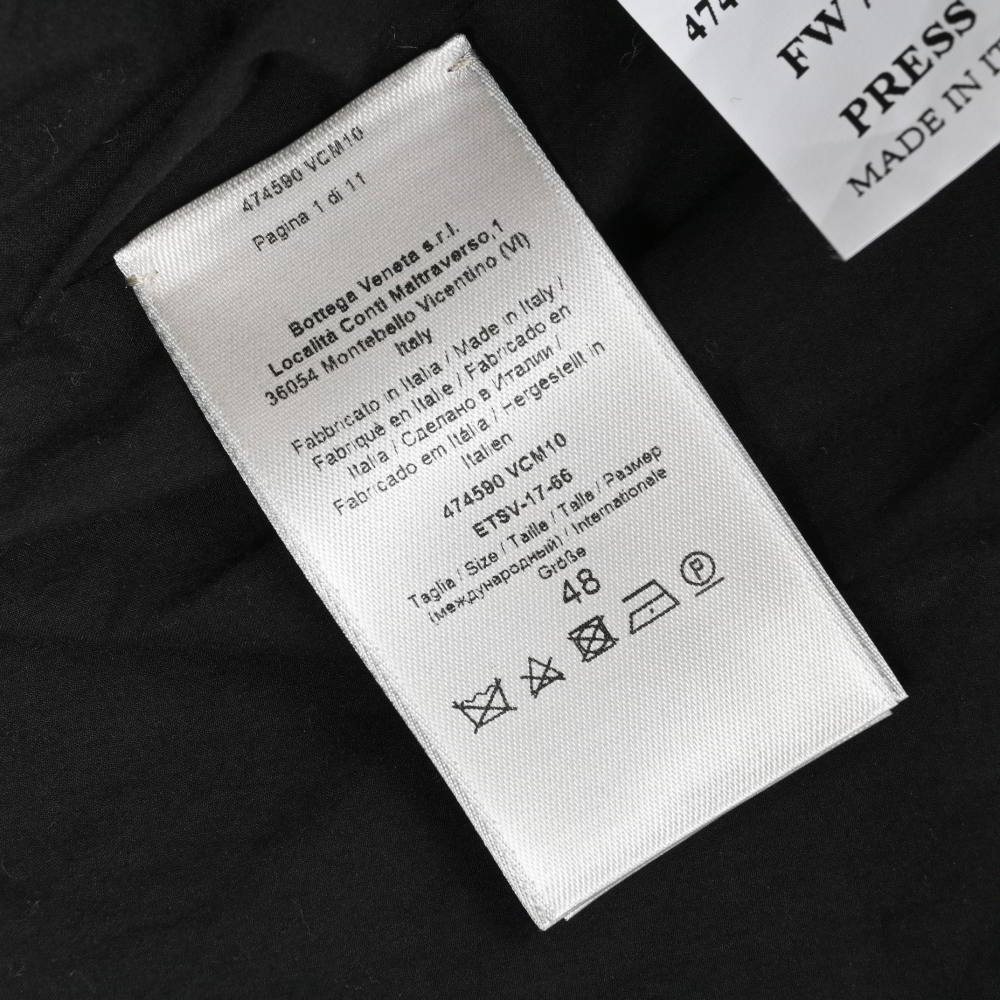 474590 VCM10
Pagina 1 di 11
Bottega Veneta s.r.l.
Località Conti Maltraverso,1
36054 Montebello Vicentino (VI)
Italy
Fabbricato in Italia / Made in Italy /
Fabriqué en Italie / Fabricado en
Italia / Сделано в Италии /
Fabricado em Itália / Hergestellt in
Italien
474590 VCM10
ETSV-17-66
Taglia / Size / Taille / Talla / Размер
(международный) / Internationale
Größe
48
P
474
FW /
PRESS
MADE IN IT